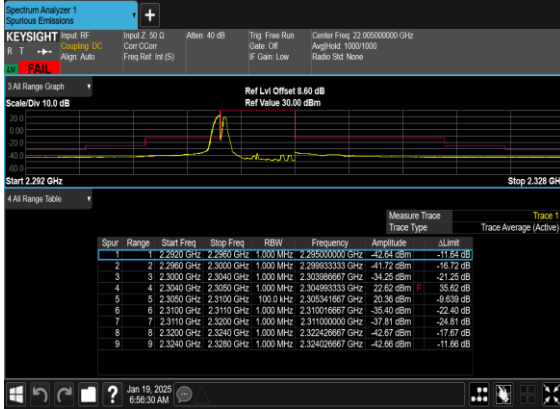 Spectrum Analyzer 1
Spurious Emissions
KEYSIGHT Input: RF Input Z: 50 Ω Atten: 40 dB Trig: Free Run Center Freq: 22.005000000 GHz
R T Coupling: DC Corr CCorr Gate: Off Avg|Hold: 1000/1000
Align: Auto Freq Ref: Int (S) IF Gain: Low Radio Std: None
FAIL
3 All Range Graph Ref Lvl Offset 8.60 dB
Scale/Div 10.0 dB Ref Value 30.00 dBm
20.0
0.00
-20.0
-40.0
-60.0
Start 2.292 GHz Stop 2.328 GH
4 All Range Table
Measure Trace Trace 1
Trace Type Trace Average (Active)
Spur Range Start Freq Stop Freq RBW Frequency Amplitude ΔLimit
1 1 2.2920 GHz 2.2960 GHz 1.000 MHz 2.295000000 GHz -42.64 dBm -11.64 dB
2 2 2.2960 GHz 2.3000 GHz 1.000 MHz 2.299933333 GHz -41.72 dBm -16.72 dB
3 3 2.3000 GHz 2.3040 GHz 1.000 MHz 2.303986667 GHz -34.25 dBm -21.25 dB
4 4 2.3040 GHz 2.3050 GHz 1.000 MHz 2.304993333 GHz 22.62 dBm F 35.62 dB
5 5 2.3050 GHz 2.3100 GHz 100.0 kHz 2.305341667 GHz 20.36 dBm -9.639 dB
6 6 2.3100 GHz 2.3110 GHz 1.000 MHz 2.310016667 GHz -35.40 dBm -22.40 dB
7 7 2.3110 GHz 2.3200 GHz 1.000 MHz 2.311000000 GHz -37.81 dBm -24.81 dB
8 8 2.3200 GHz 2.3240 GHz 1.000 MHz 2.322426667 GHz -42.67 dBm -17.67 dB
9 9 2.3240 GHz 2.3280 GHz 1.000 MHz 2.324026667 GHz -42.66 dBm -11.66 dB
Jan 19, 2025
6:56:30 AM